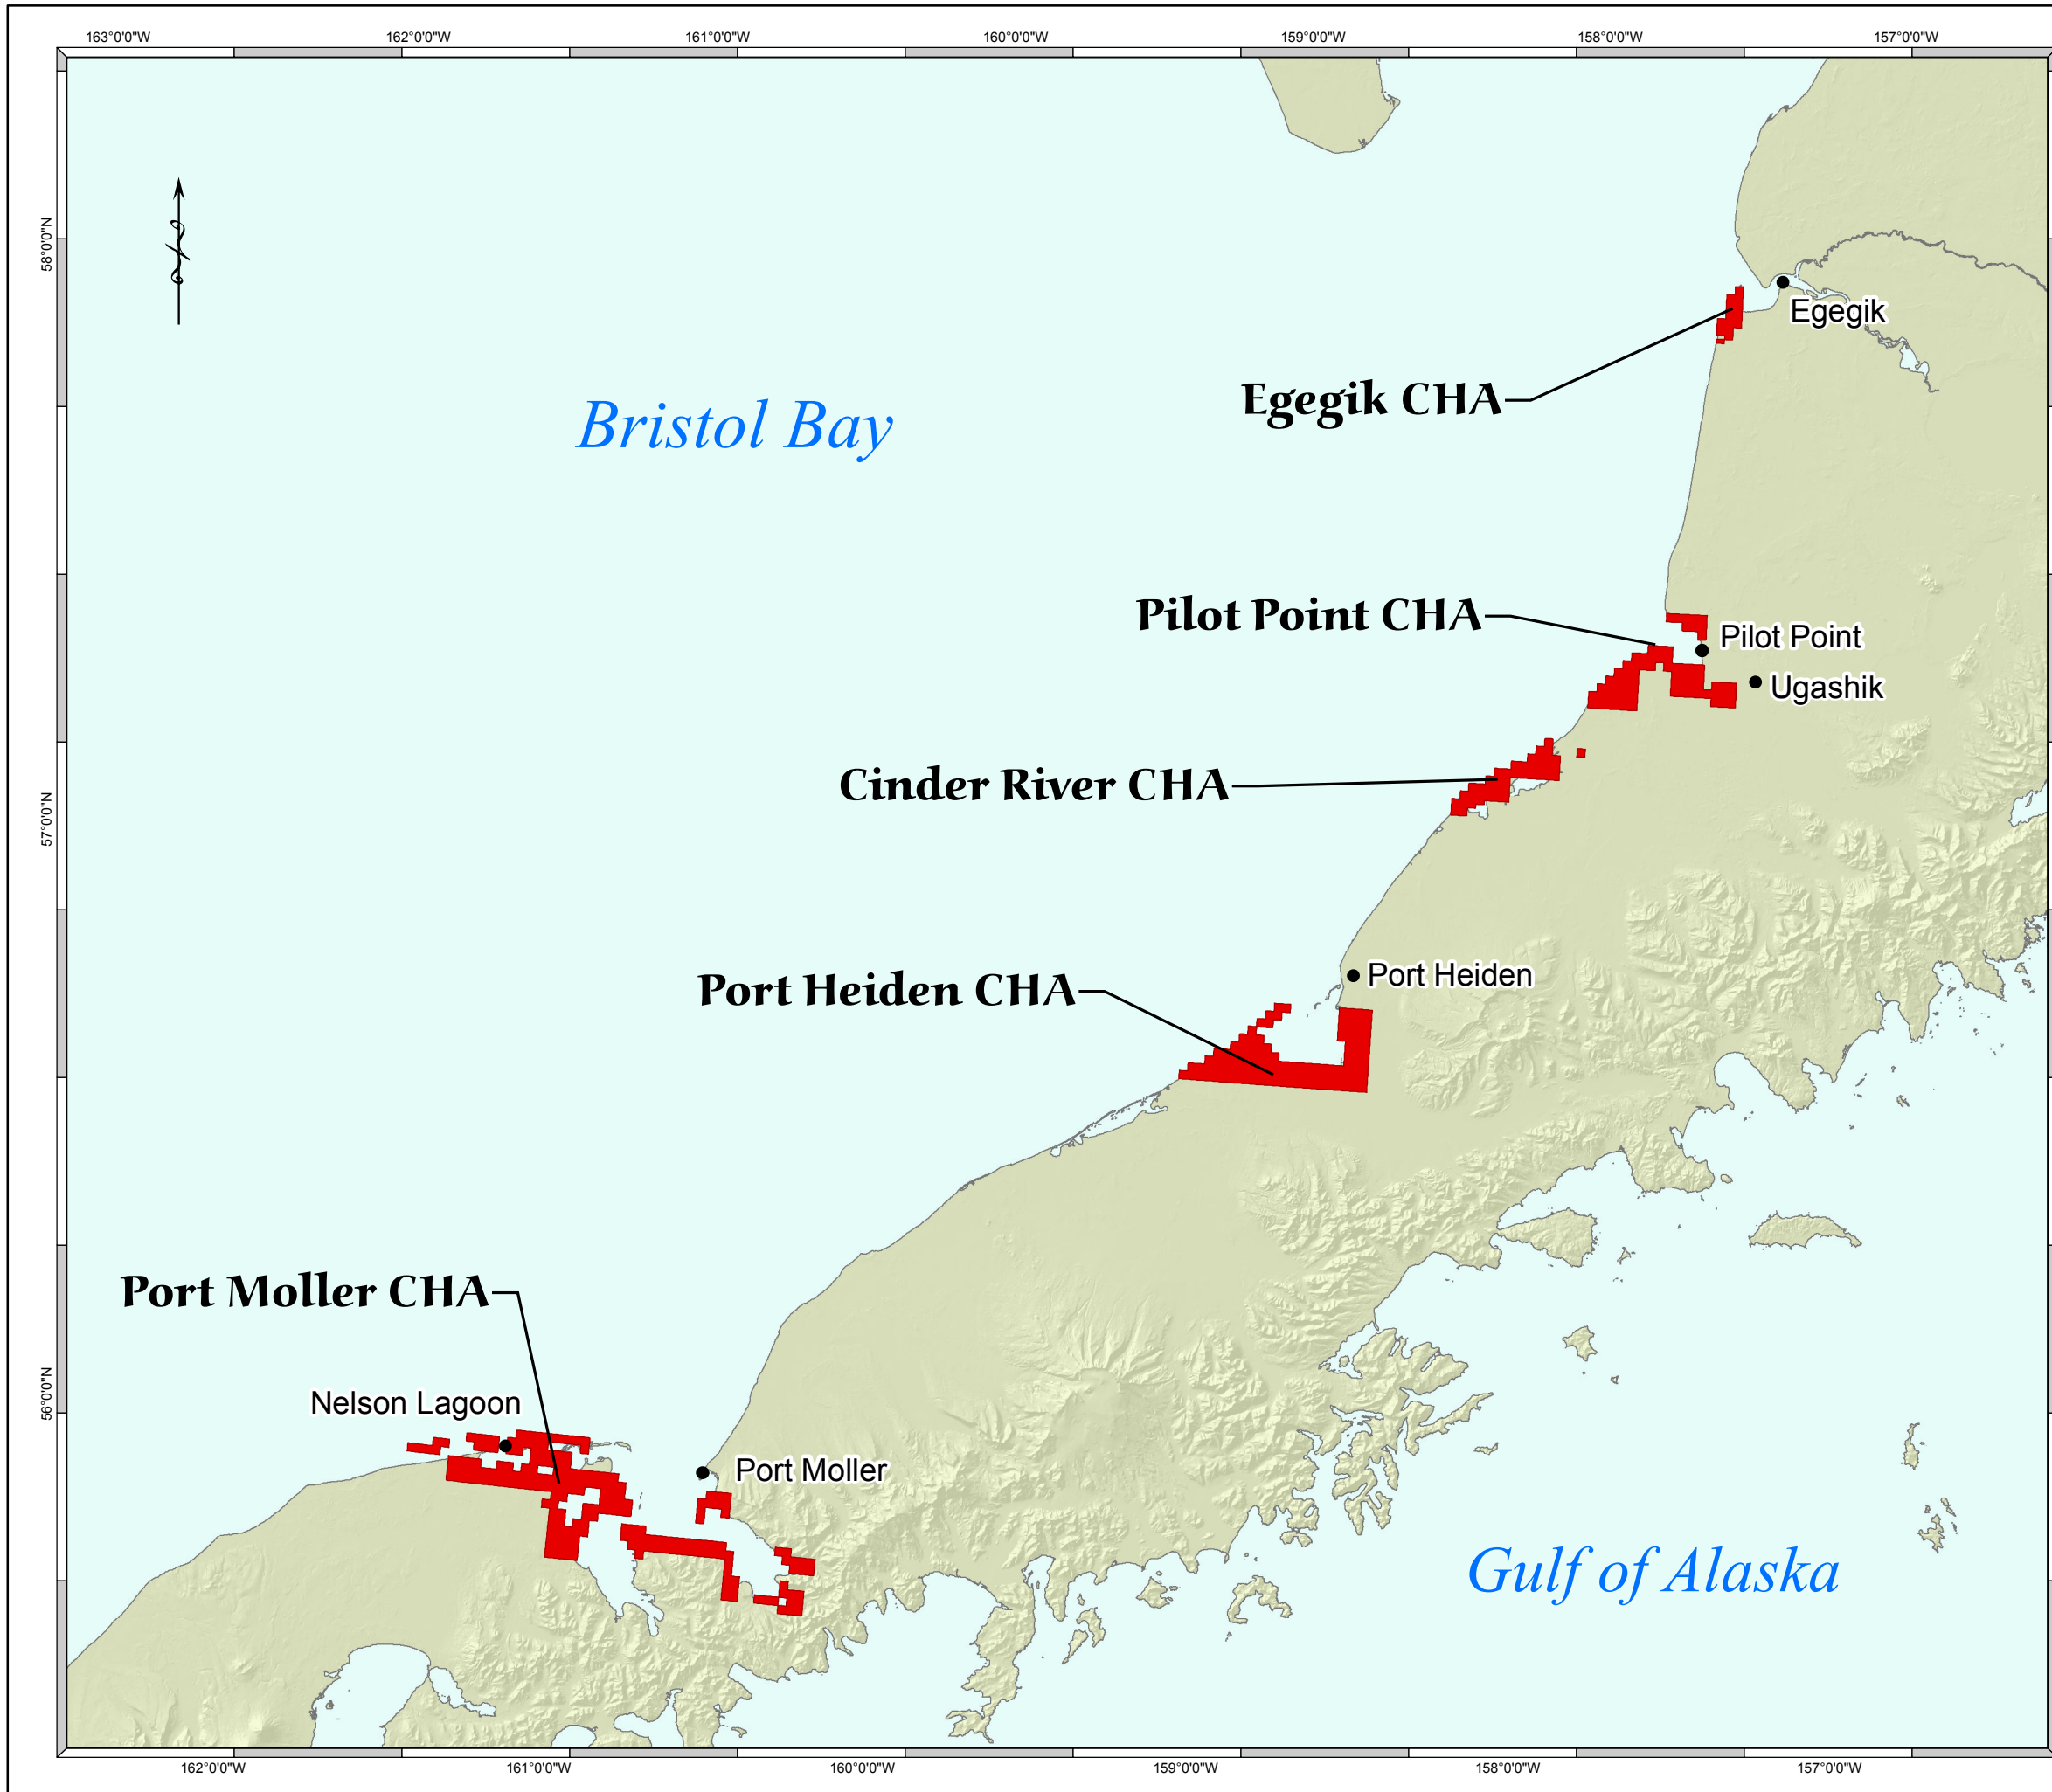 163°0'0"W 162°0'0"W 161°0'0"W 160°0'0"W 159°0'0"W 158°0'0"W 157°0'0"W
58°0'0"N
Egegik
Egegik CHA
Bristol Bay
Pilot Point CHA
Pilot Point
Ugashik
Cinder River CHA
57°0'0"N
Port Heiden
Port Heiden CHA
Port Moller CHA
56°0'0"N
Nelson Lagoon
Port Moller
Gulf of Alaska
162°0'0"W 161°0'0"W 160°0'0"W 159°0'0"W 158°0'0"W 157°0'0"W